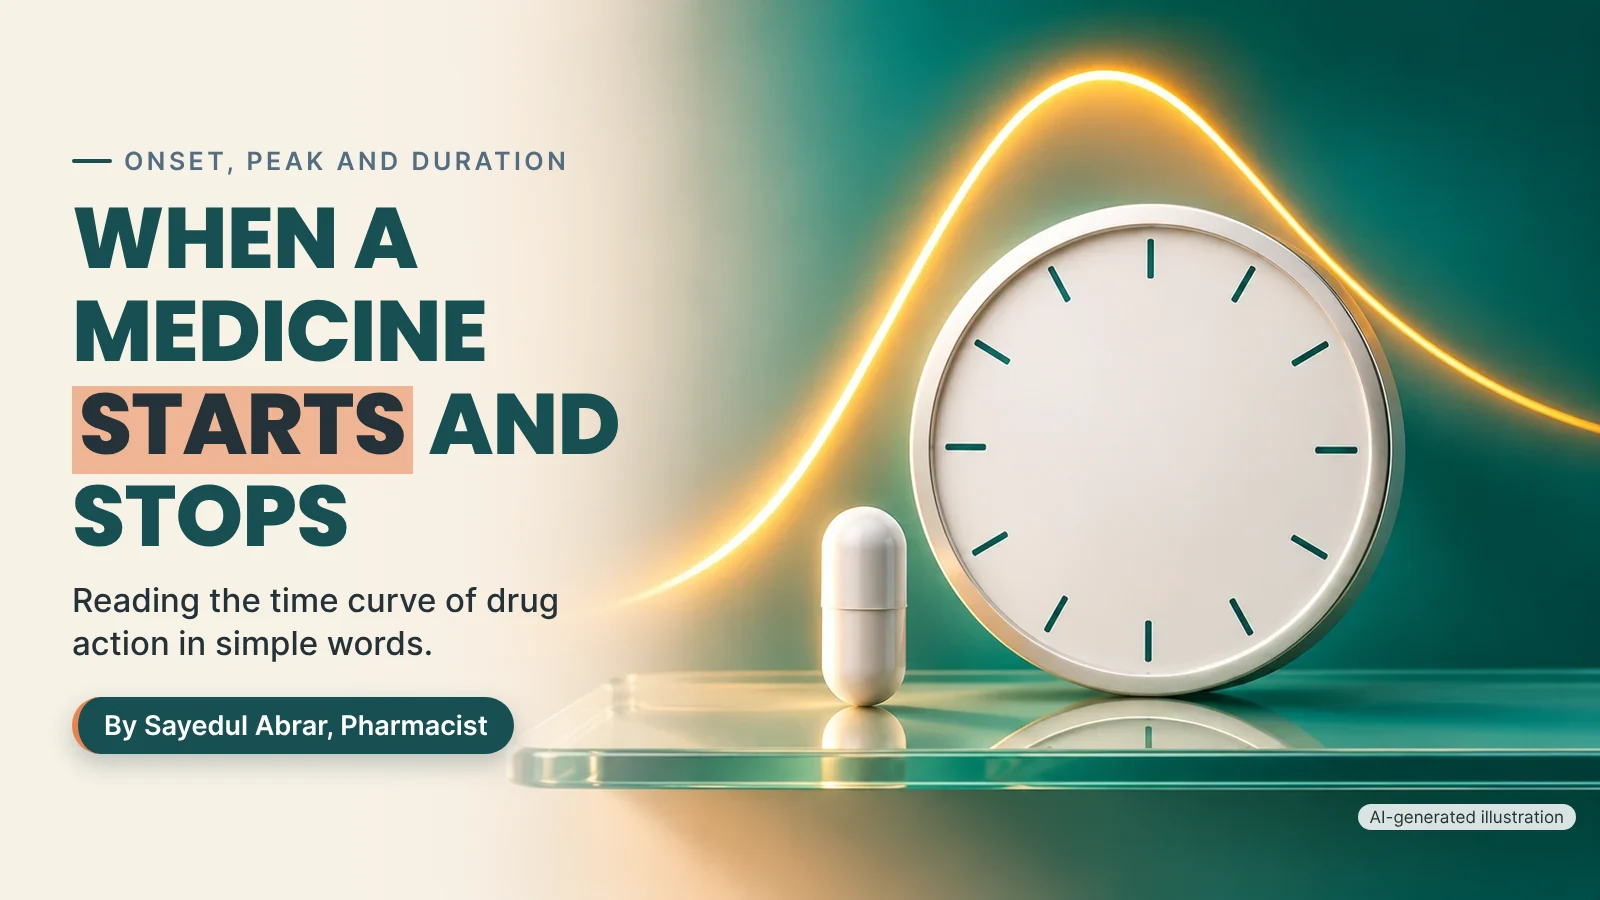 ONSET, PEAK AND DURATION
WHEN A
MEDICINE
STARTS AND
STOPS
Reading the time curve of drug
action in simple words.
By Sayedul Abrar, Pharmacist
AI-generated illustration